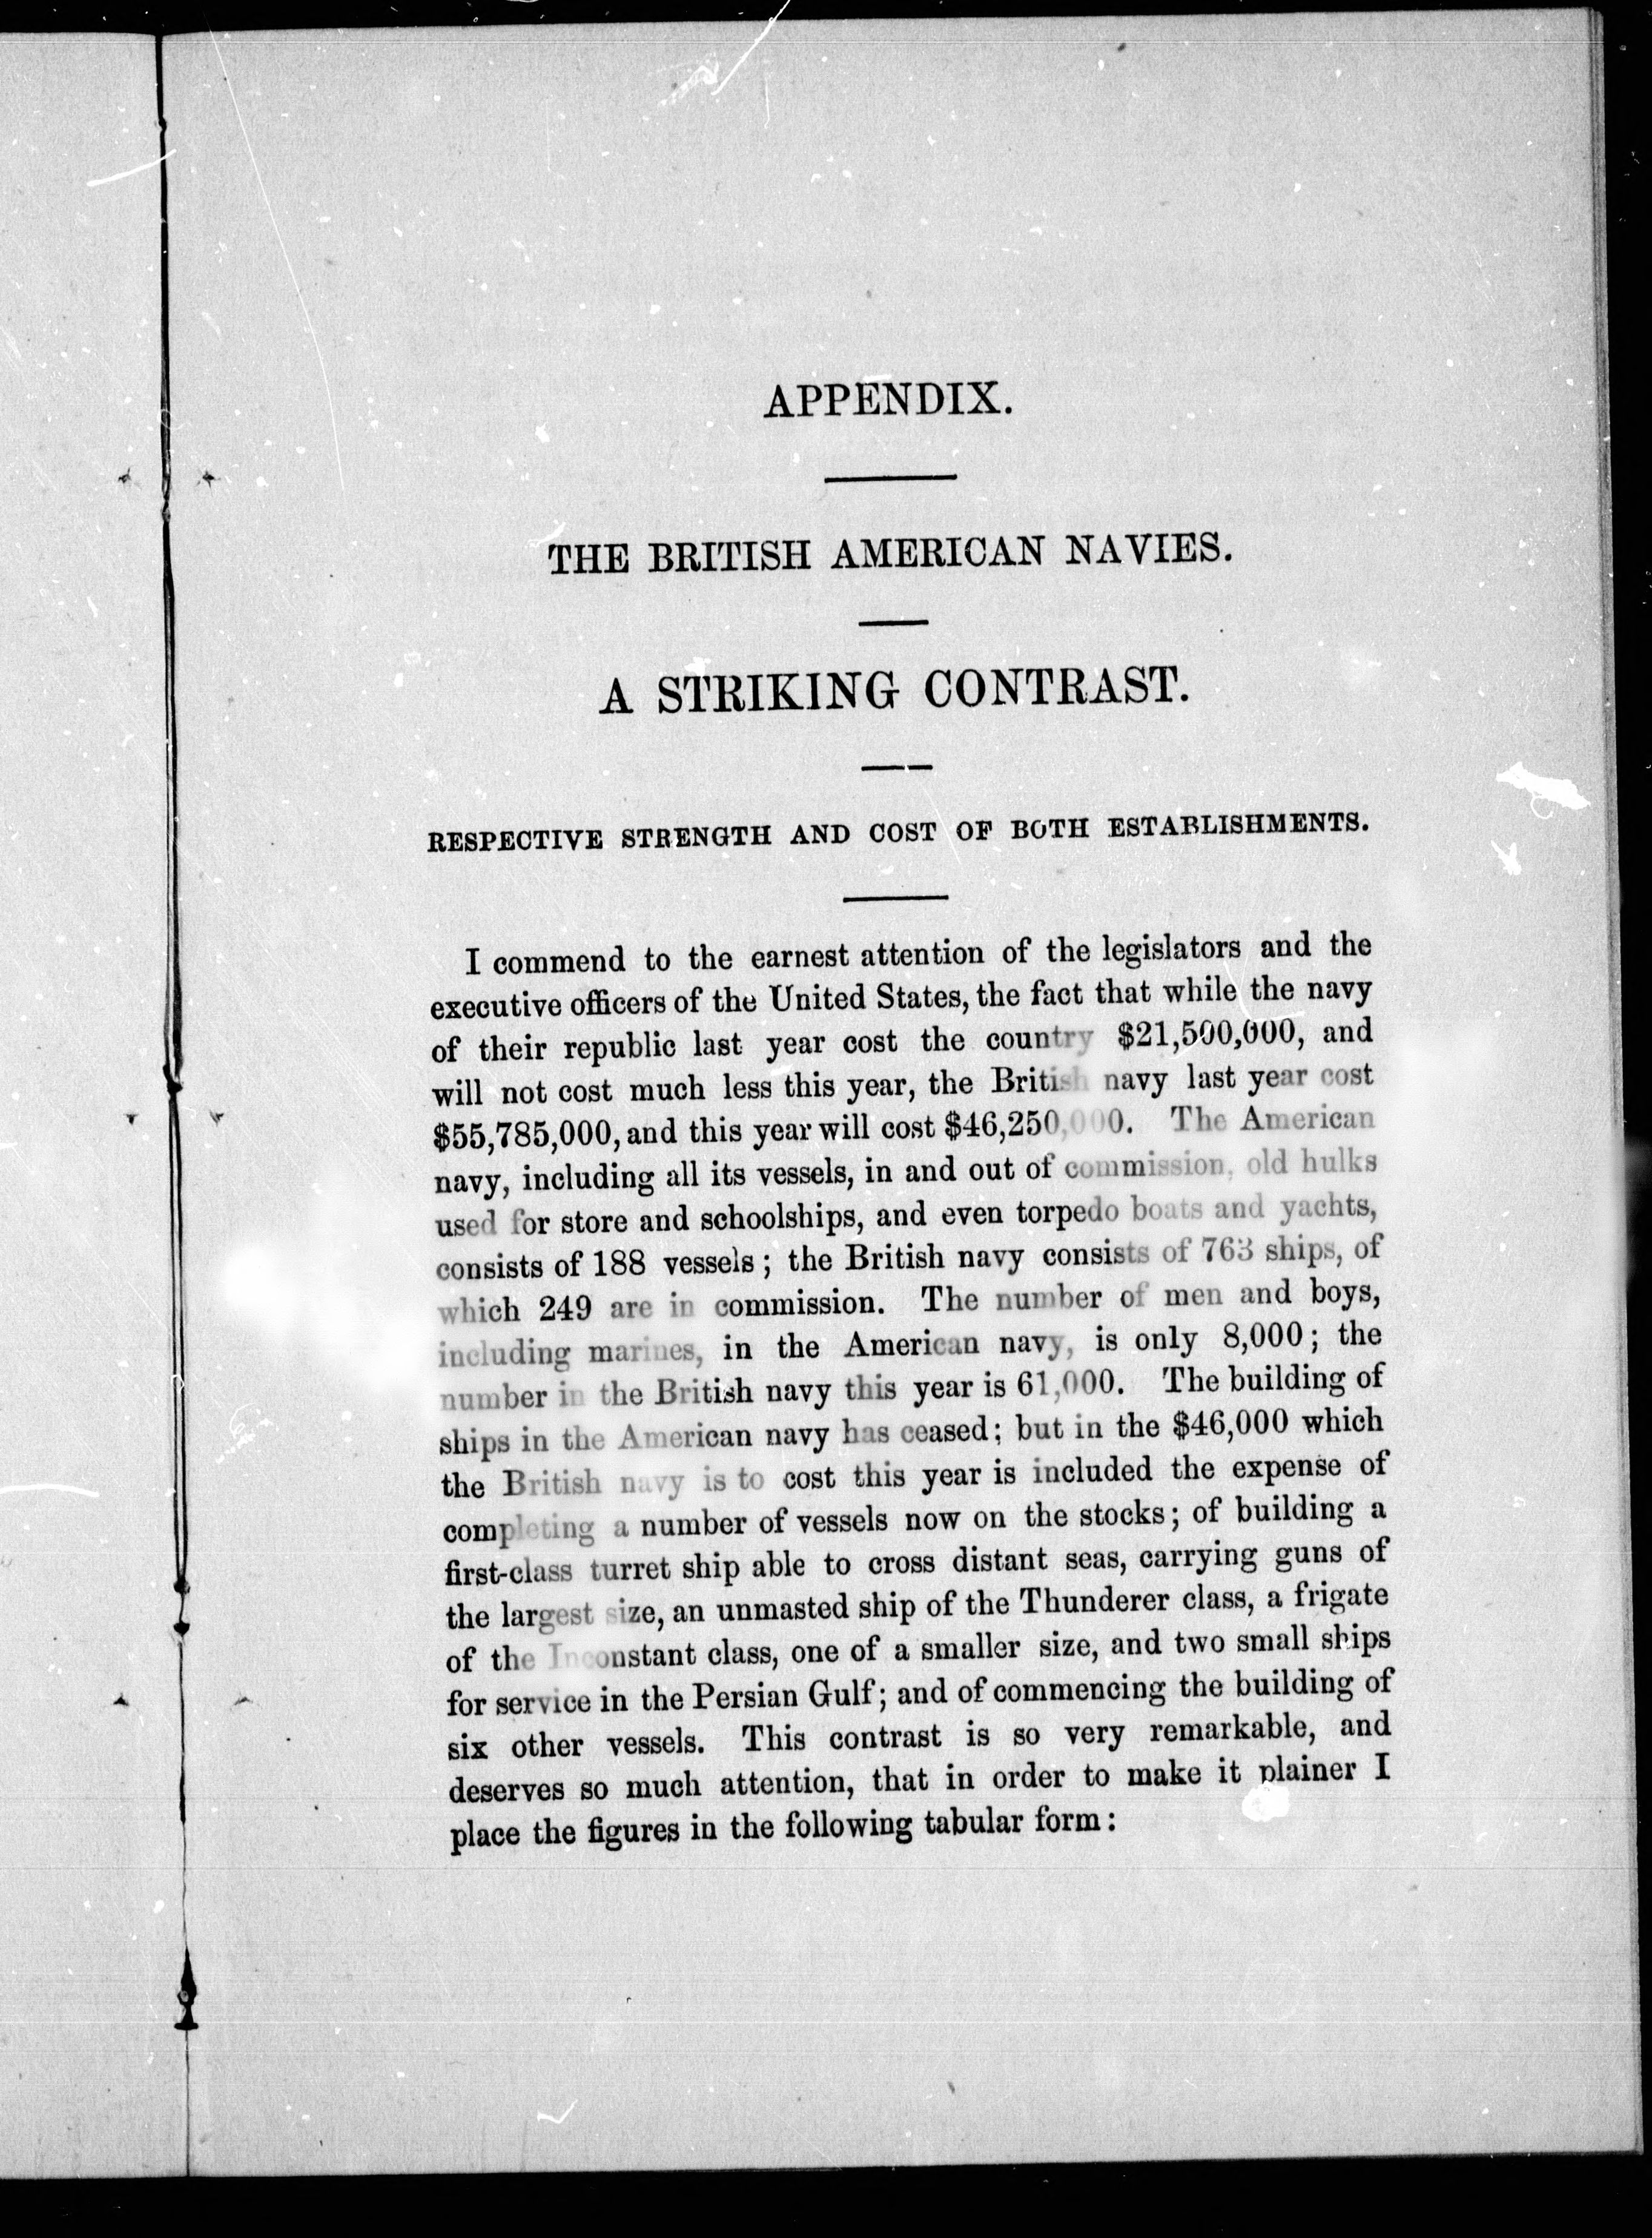 APPENDIX.
THE BRITISH AMERICAN NAVIES.
A STRIKING CONTRAST.
RESPECTIVE STRENGTH AND COST OF BOTH ESTABLISHMENTS.
I commend to the earnest attention of the legislators and the
executive officers of the United States, the fact that while the navy
of their republic last year cost the country $21,500,000, and
will not cost much less this year, the British navy last year cost
$55,785,000, and this year will cost $46,250,000. The American
navy, including all its vessels, in and out of commission, old hulks
used for store and schoolships, and even torpedo boats and yachts,
consists of 188 vessels; the British navy consists of 763 ships, of
which 249 are in commission. The number of men and boys,
including marines, in the American navy, is only 8,000; the
number in the British navy this year is 61,000. The building of
ships in the American navy has ceased; but in the $46,000 which
the British navy is to cost this year is included the expense of
completing a number of vessels now on the stocks; of building a
first-class turret ship able to cross distant seas, carrying guns of
the largest size, an unmasted ship of the Thunderer class, a frigate
of the Inconstant class, one of a smaller size, and two small ships
for service in the Persian Gulf; and of commencing the building of
six other vessels. This contrast is so very remarkable, and
deserves so much attention, that in order to make it plainer I
place the figures in the following tabular form: